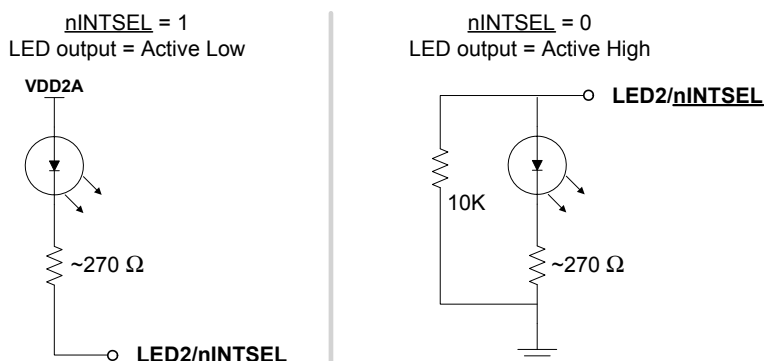 nINTSEL = 1
LED output = Active Low
VDD2A
~270 Ω
LED2/nINTSEL
nINTSEL = 0
LED output = Active High
LED2/nINTSEL
10K
~270 Ω